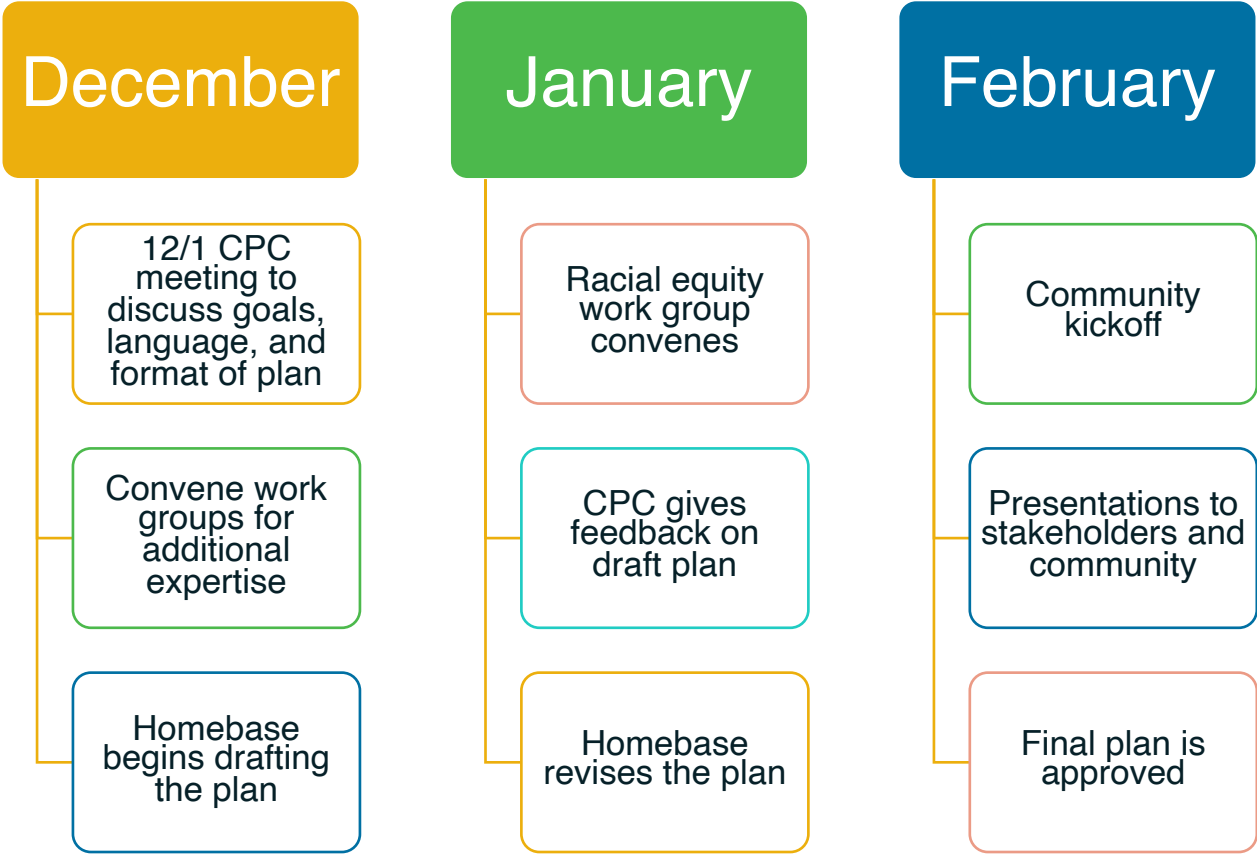 December
12/1 CPC
meeting to
discuss goals,
language, and
format of plan
Convene work
groups for
additional
expertise
Homebase
begins drafting
the plan
January
Racial equity
work group
convenes
CPC gives
feedback on
draft plan
Homebase
revises the plan
February
Community
kickoff
Presentations to
stakeholders and
community
Final plan is
approved